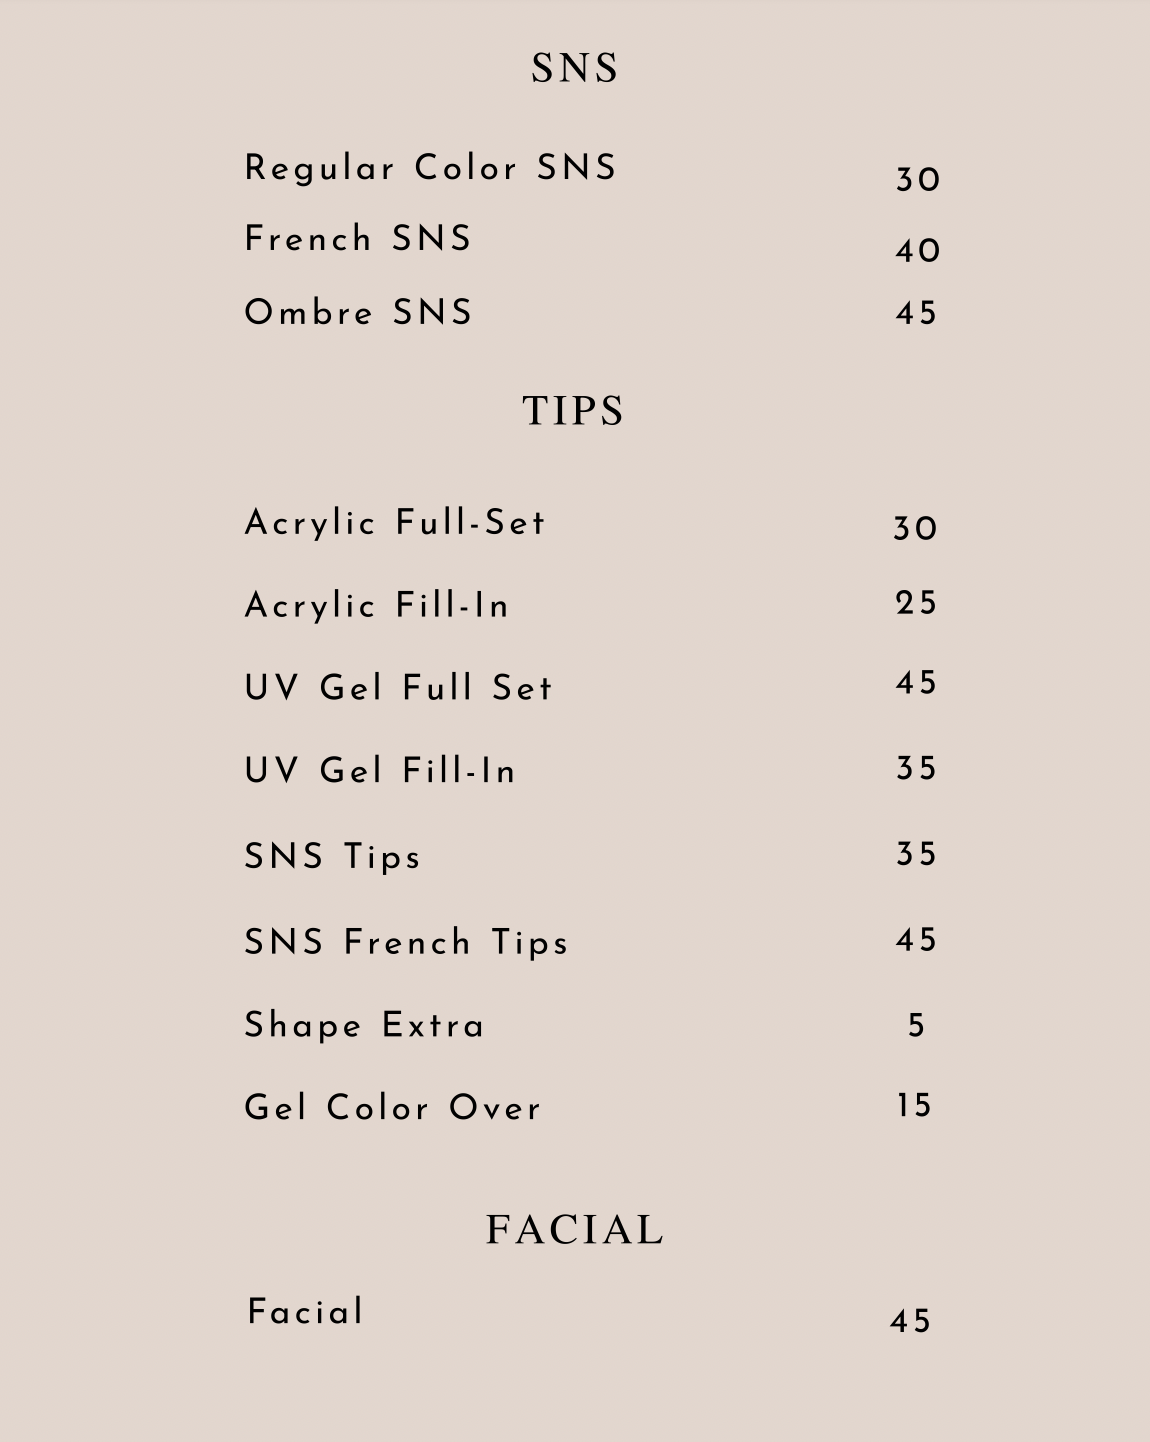 SNS
Regular Color SNS 30
French SNS 40
Ombre SNS 45
TIPS
Acrylic Full-Set 30
Acrylic Fill-In 25
UV Gel Full Set 45
UV Gel Fill-In 35
SNS Tips 35
SNS French Tips 45
Shape Extra 5
Gel Color Over 15
FACIAL
Facial 45